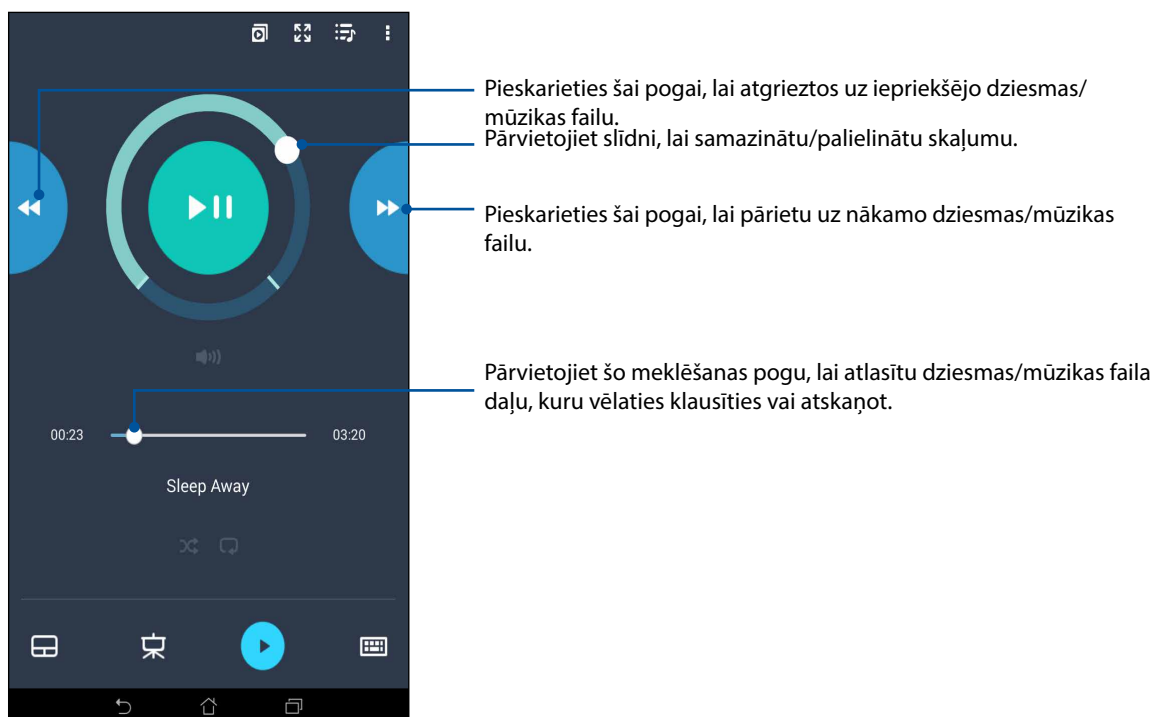 Pieskarieties šai pogai, lai atgrieztos uz iepriekšējo dziesmas/
mūzikas failu.
Pārvietojiet slīdni, lai samazinātu/palielinātu skaļumu.
Pieskarieties šai pogai, lai pārietu uz nākamo dziesmas/mūzikas
failu.
Pārvietojiet šo meklēšanas pogu, lai atlasītu dziesmas/mūzikas faila
daļu, kuru vēlaties klausīties vai atskaņot.
00:23 03:20
Sleep Away